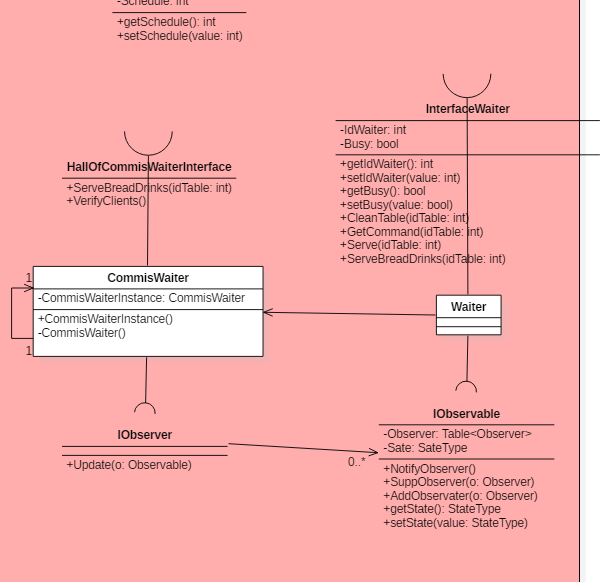 -Schedule: int
+getSchedule(): int
+setSchedule(value: int)
InterfaceWaiter
-IdWaiter: int
-Busy: bool
+getIdWaiter(): int
+setIdWaiter(value: int)
+getBusy(): bool
+setBusy(value: bool)
+CleanTable(idTable: int)
+GetCommand(idTable: int)
+Serve(idTable: int)
+ServeBreadDrinks(idTable: int)
HallOfCommisWaiterInterface
+ServeBreadDrinks(idTable: int)
+VerifyClients()
1
CommisWaiter
-CommisWaiterInstance: CommisWaiter
+CommisWaiterInstance()
-CommisWaiter()
1
Waiter
IObserver
+Update(o: Observable)
0..*
IObservable
-Observer: Table<Observer>
-Sate: SateType
+NotifyObserver()
+SuppObserver(o: Observer)
+AddObservater(o: Observer)
+getState(): StateType
+setState(value: StateType)